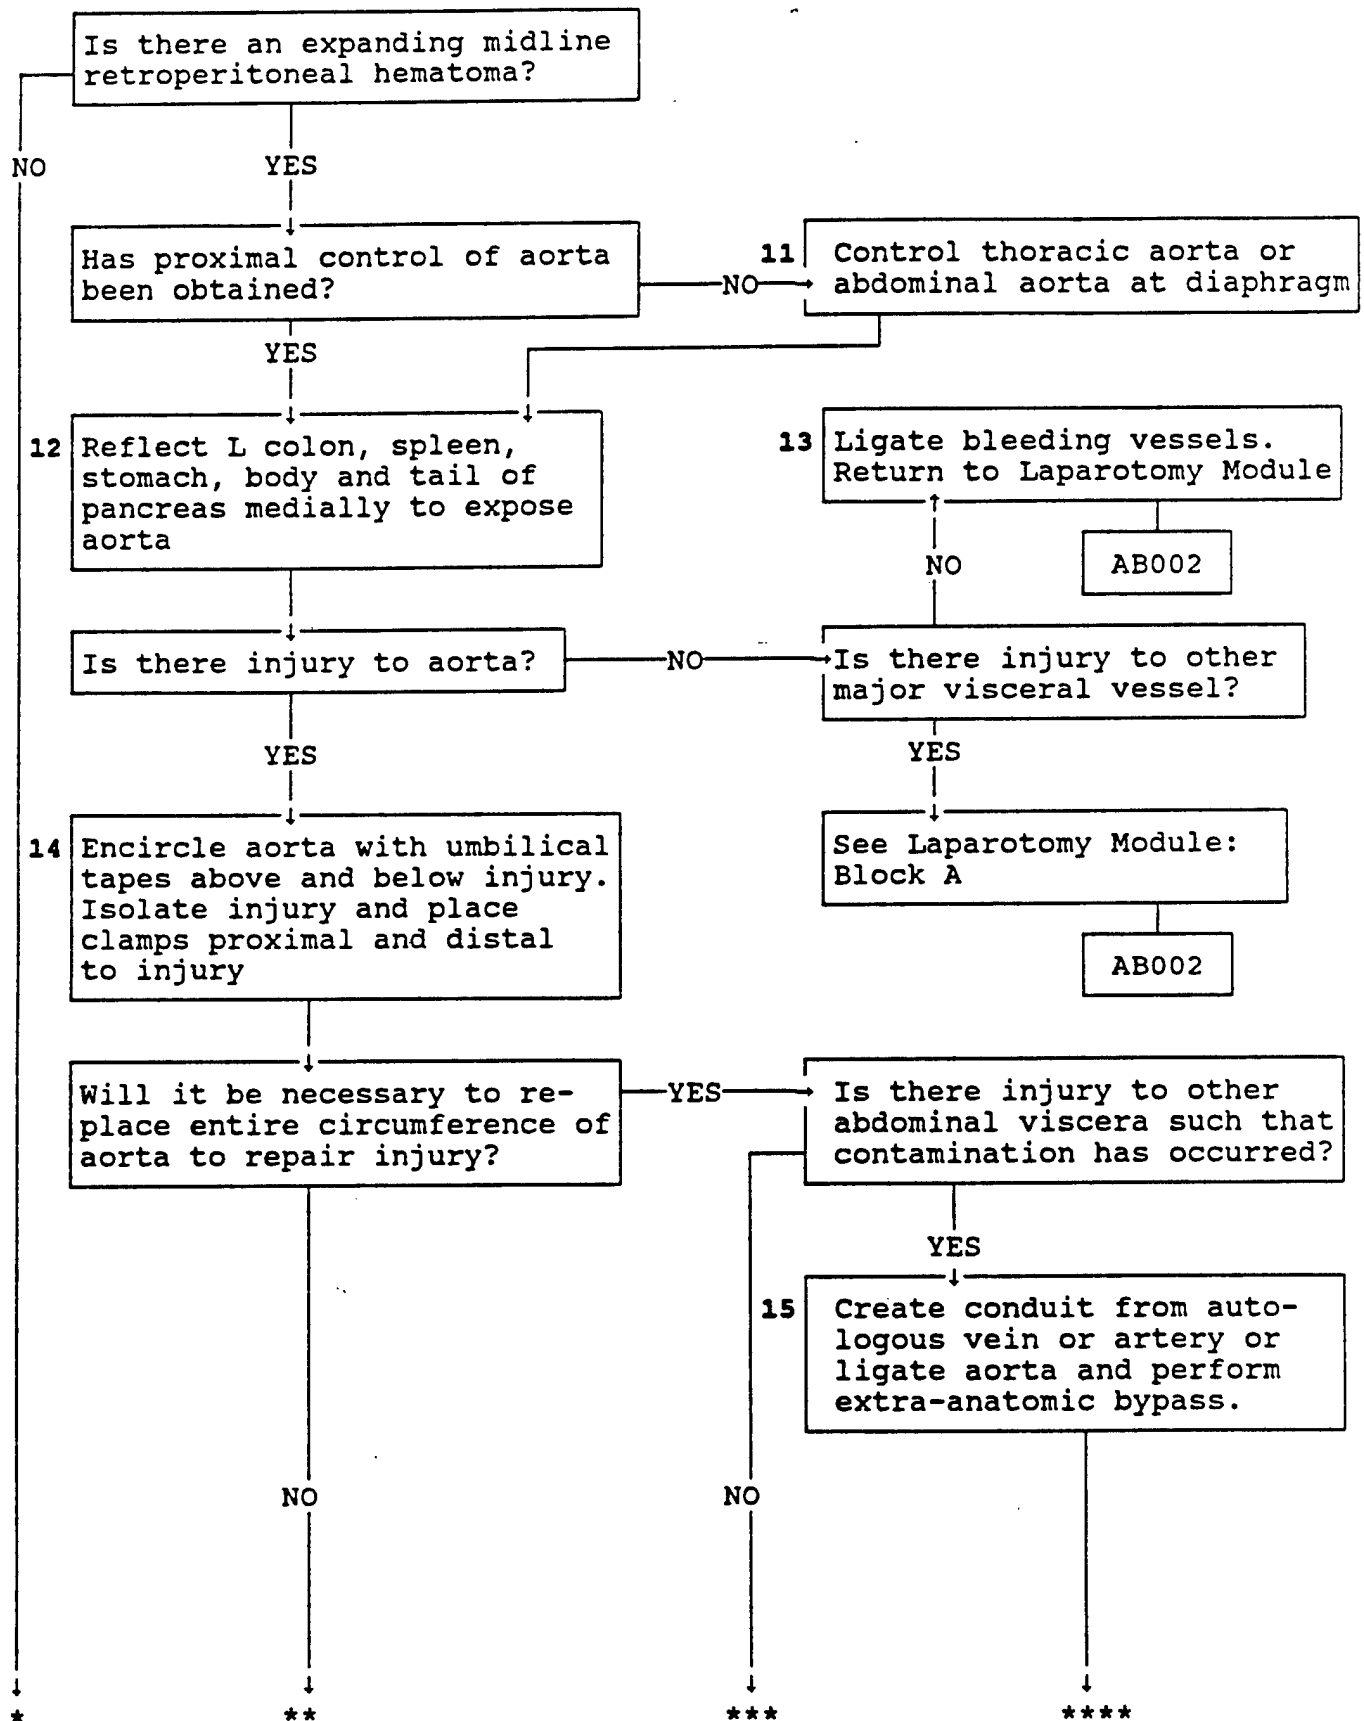 Is there an expanding midline
retroperitoneal hematoma?
NO
YES
Has proximal control of aorta
been obtained?
NO
11 Control thoracic aorta or
abdominal aorta at diaphragm
YES
12 Reflect L colon, spleen,
stomach, body and tail of
pancreas medially to expose
aorta
13 Ligate bleeding vessels.
Return to Laparotomy Module
AB002
NO
Is there injury to aorta?
NO
Is there injury to other
major visceral vessel?
YES
YES
14 Encircle aorta with umbilical
tapes above and below injury.
Isolate injury and place
clamps proximal and distal
to injury
See Laparotomy Module:
Block A
AB002
Will it be necessary to re-
place entire circumference of
aorta to repair injury?
YES
Is there injury to other
abdominal viscera such that
contamination has occurred?
YES
15 Create conduit from auto-
logous vein or artery or
ligate aorta and perform
extra-anatomic bypass.
NO
NO
*
**
***
****